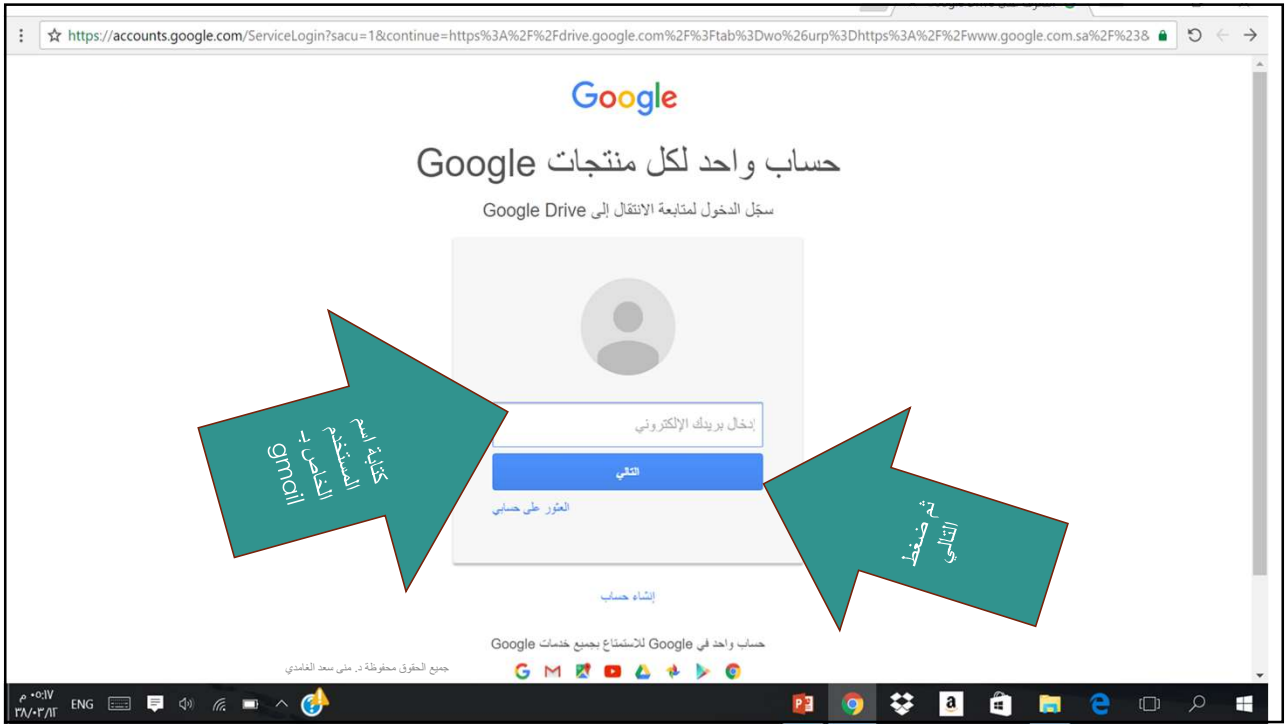 https://accounts.google.com/ServiceLogin?sacu=1&continue=https%3A%2F%2Fdrive.google.com%2F%3Ftab%3Dwo%26urp%3Dhttps%3A%2F%2Fwww.google.com.sa%2F%23&
Google
حساب واحد لكل منتجات Google
سجّل الدخول لمتابعة الانتقال إلى Google Drive
إدخال بريدك الإلكتروني
التالي
العثور على حسابي
كتابة اسم
المستخدم
الخاص بـ
gmail
ثم ضغط
التالي
إنشاء حساب
حساب واحد في Google للاستمتاع بجميع خدمات Google
جميع الحقوق محفوظة د. منى سعد الغامدي
ENG
٠٥:١٧ م
٣٨/٠٣/١٢